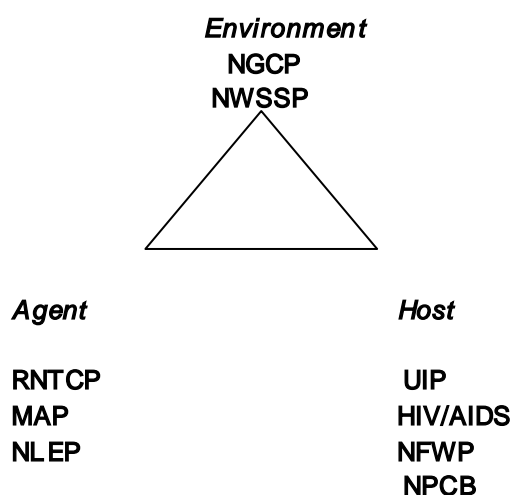 Environment
NGCP
NWSSP
Agent
Host
RNTCP
UIP
MAP
HIV/AIDS
NLEP
NFWP
NPCB